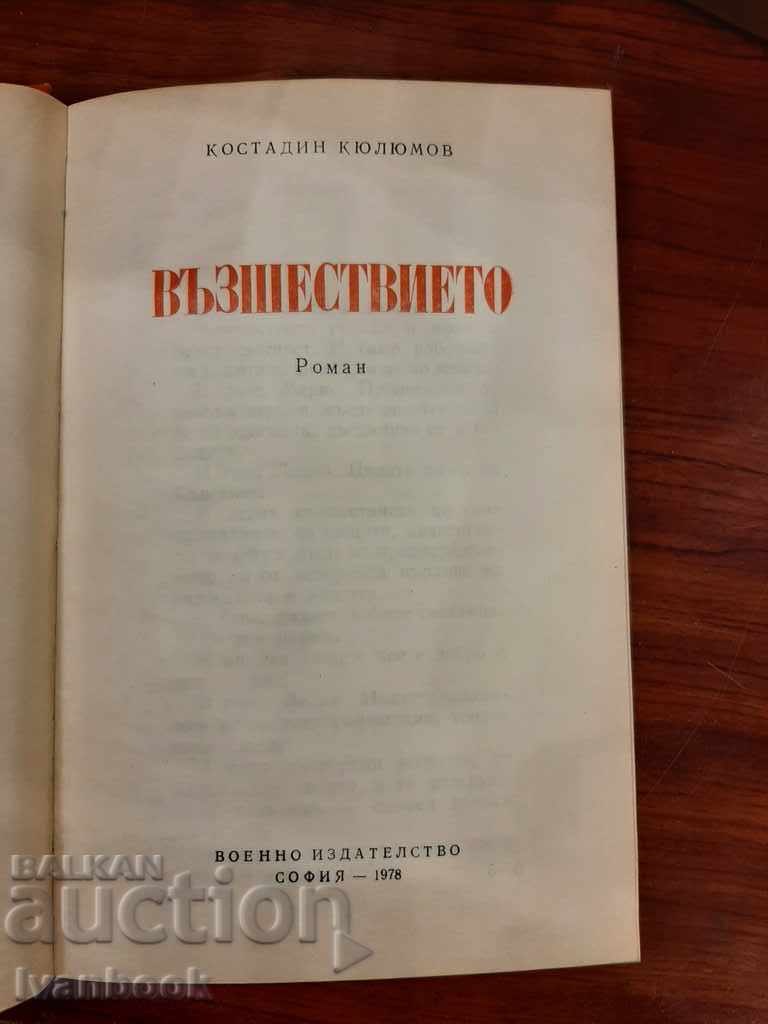 КОСТАДИН КЮЛЮМОВ
ВЪЗШЕСТВИЕТО
Роман
ВОЕННО ИЗДАТЕЛСТВО
СОФИЯ — 1978
BALKAN
auction
Ivanbook